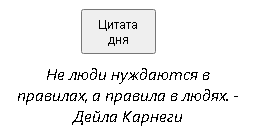 Цитата
дня
Не люди нуждаются в
правилах, а правила в людях. -
Дейла Карнеги